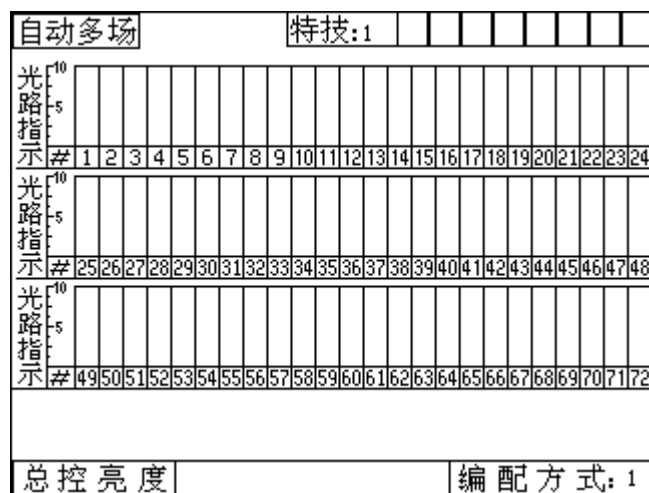 自动多场 特技:1
光路指示 10 5
# 1 2 3 4 5 6 7 8 9 10 11 12 13 14 15 16 17 18 19 20 21 22 23 24
光路指示 10 5
# 25 26 27 28 29 30 31 32 33 34 35 36 37 38 39 40 41 42 43 44 45 46 47 48
光路指示 10 5
# 49 50 51 52 53 54 55 56 57 58 59 60 61 62 63 64 65 66 67 68 69 70 71 72
总控亮度 编配方式:1